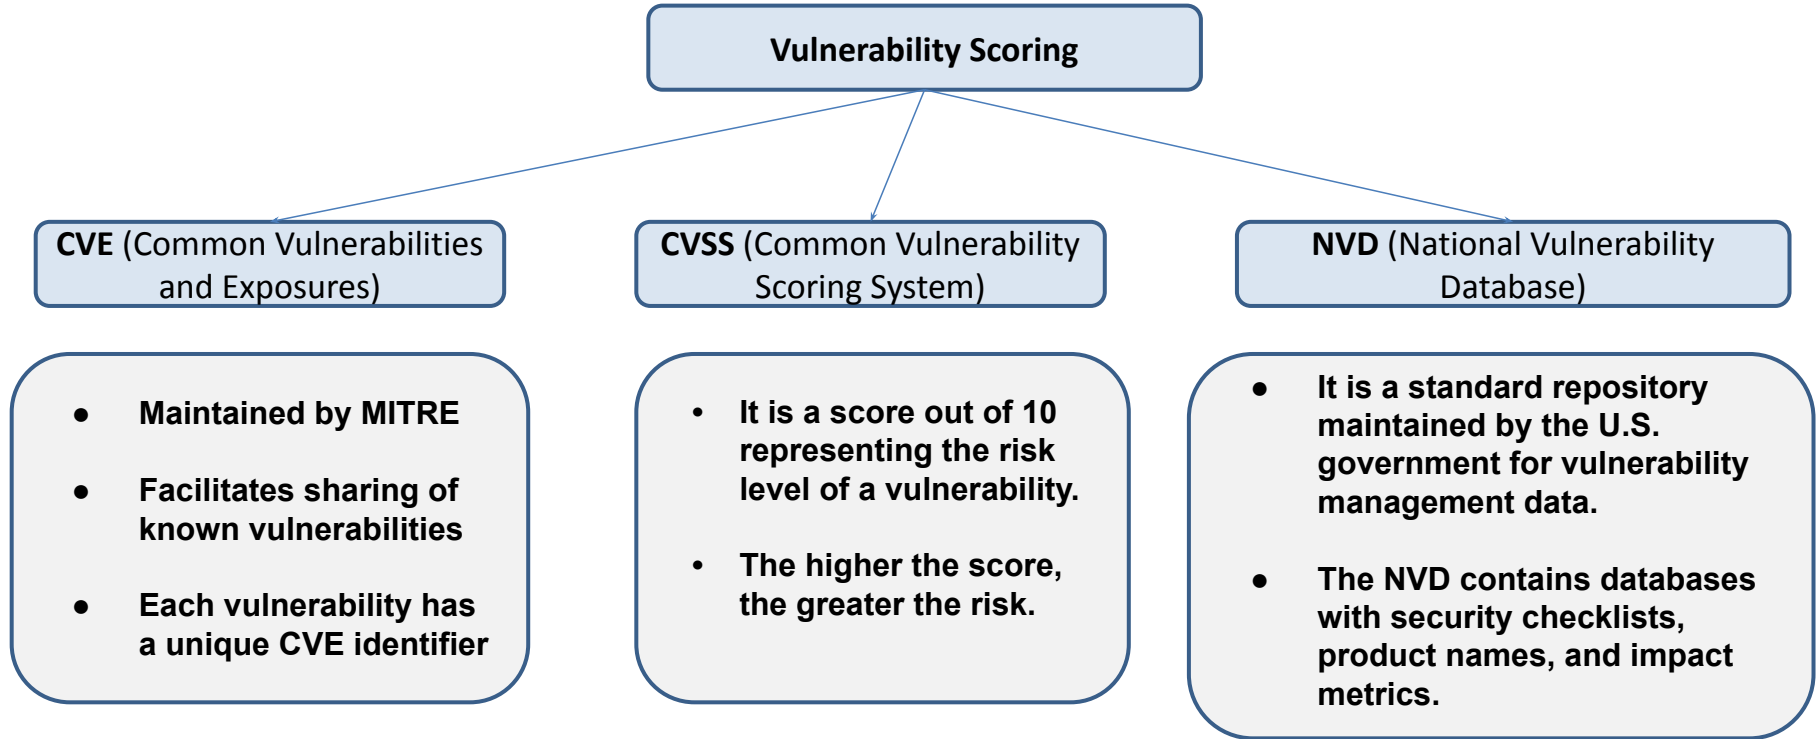 Vulnerability Scoring
CVE (Common Vulnerabilities
and Exposures)
● Maintained by MITRE
● Facilitates sharing of
known vulnerabilities
● Each vulnerability has
a unique CVE identifier
CVSS (Common Vulnerability
Scoring System)
• It is a score out of 10
representing the risk
level of a vulnerability.
• The higher the score,
the greater the risk.
NVD (National Vulnerability
Database)
● It is a standard repository
maintained by the U.S.
government for vulnerability
management data.
● The NVD contains databases
with security checklists,
product names, and impact
metrics.